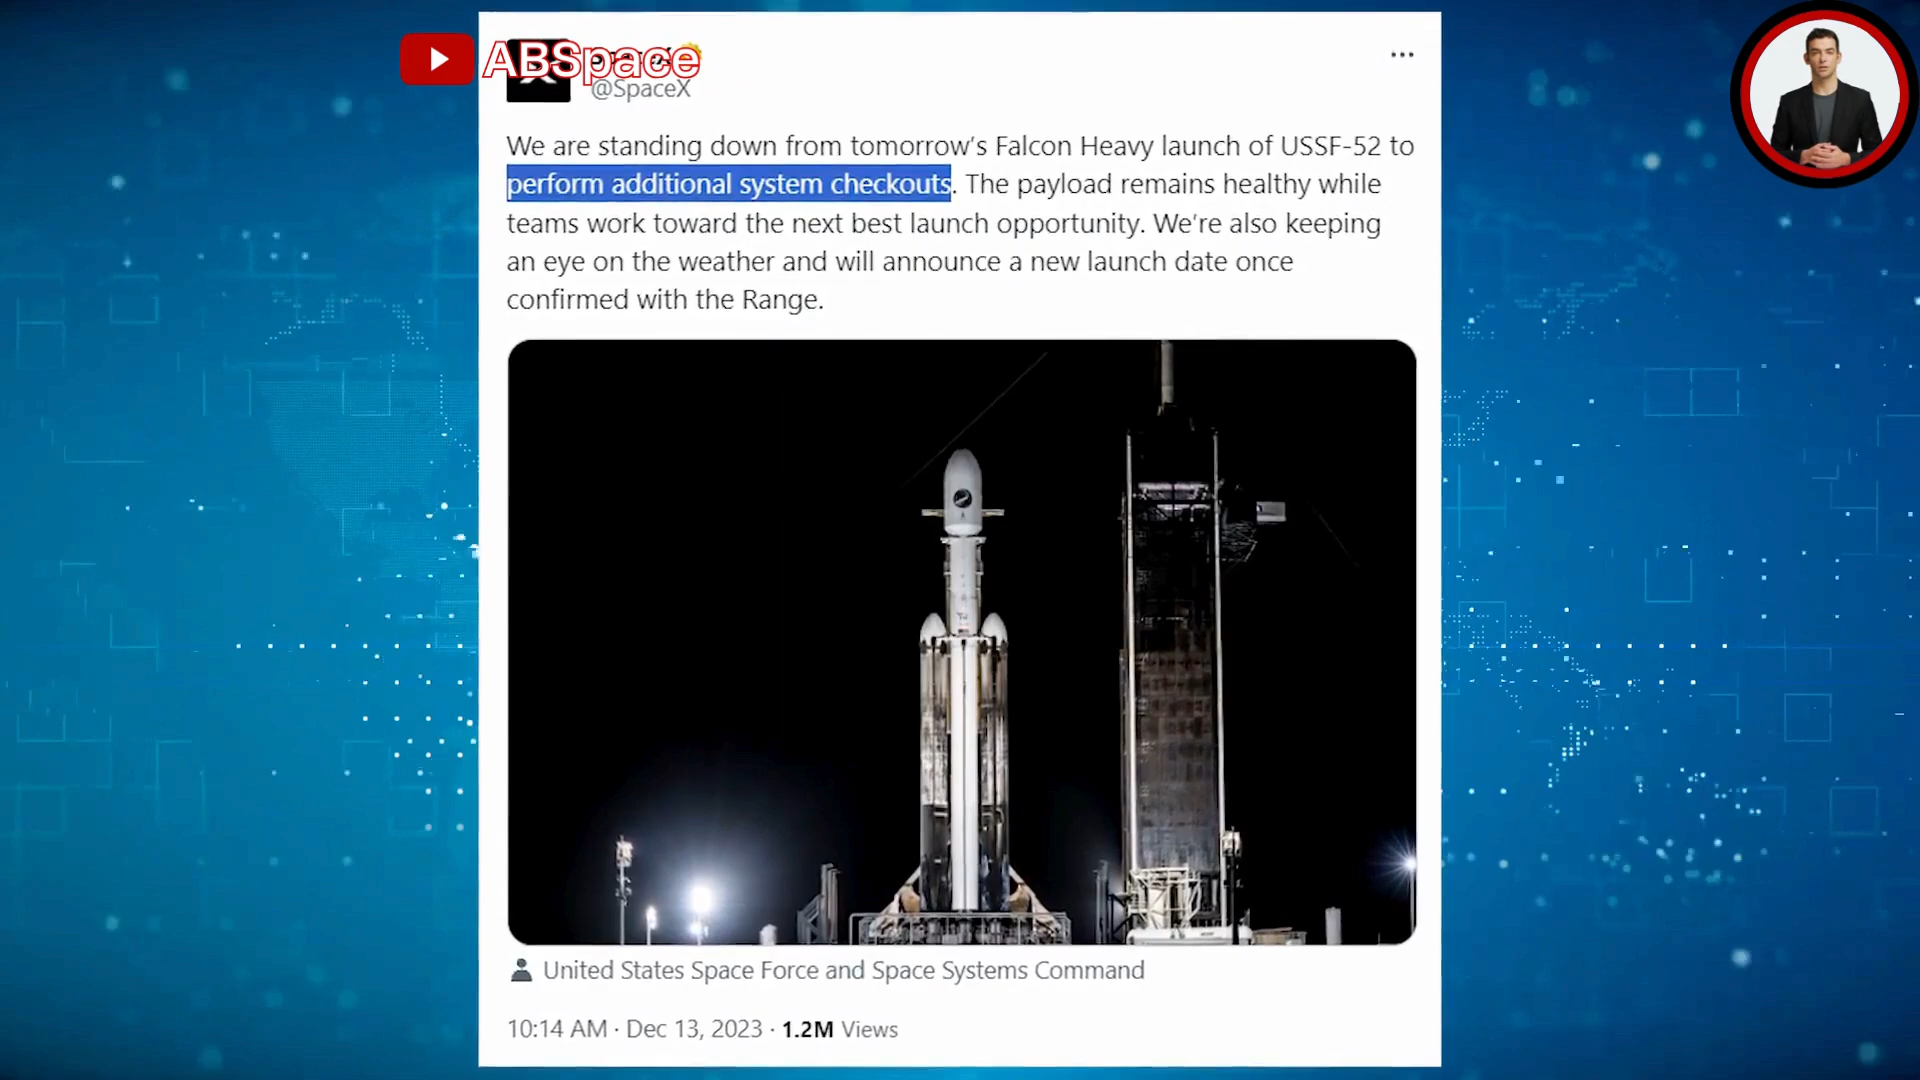 ABSpace
@SpaceX
We are standing down from tomorrow's Falcon Heavy launch of USSF-52 to
perform additional system checkouts. The payload remains healthy while
teams work toward the next best launch opportunity. We're also keeping
an eye on the weather and will announce a new launch date once
confirmed with the Range.
United States Space Force and Space Systems Command
10:14 AM · Dec 13, 2023 · 1.2M Views